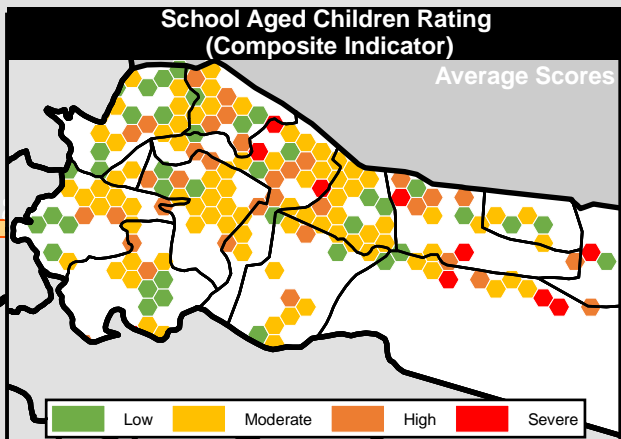 School Aged Children Rating
(Composite Indicator)
Average Scores
Low Moderate High Severe